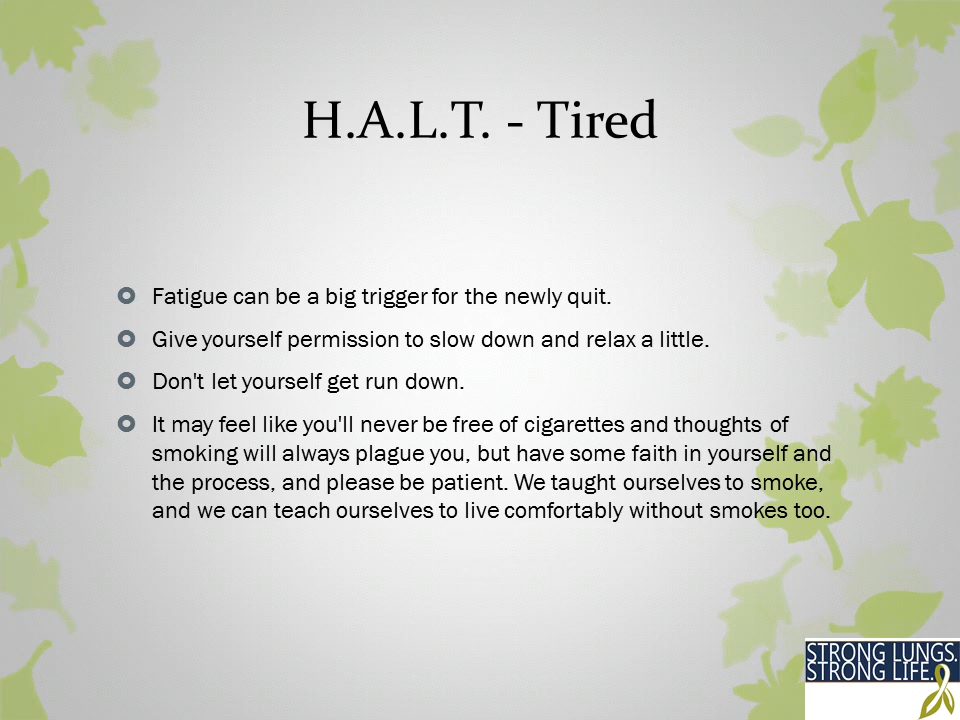 H.A.L.T. - Tired
Fatigue can be a big trigger for the newly quit.
Give yourself permission to slow down and relax a little.
Don't let yourself get run down.
It may feel like you'll never be free of cigarettes and thoughts of
smoking will always plague you, but have some faith in yourself and
the process, and please be patient. We taught ourselves to smoke,
and we can teach ourselves to live comfortably without smokes too.
STRONG LUNGS.
STRONG LIFE.